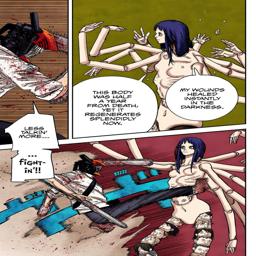 THIS BODY
WAS HALF
A YEAR
FROM DEATH,
YET IT
REGENERATES
SPLENDIDLY
NOW.
MY WOUNDS
HEALED
INSTANTLY
IN THE
DARKNESS.
LESS
TALKIN'
MORE...
...
FIGHT-
IN'!!